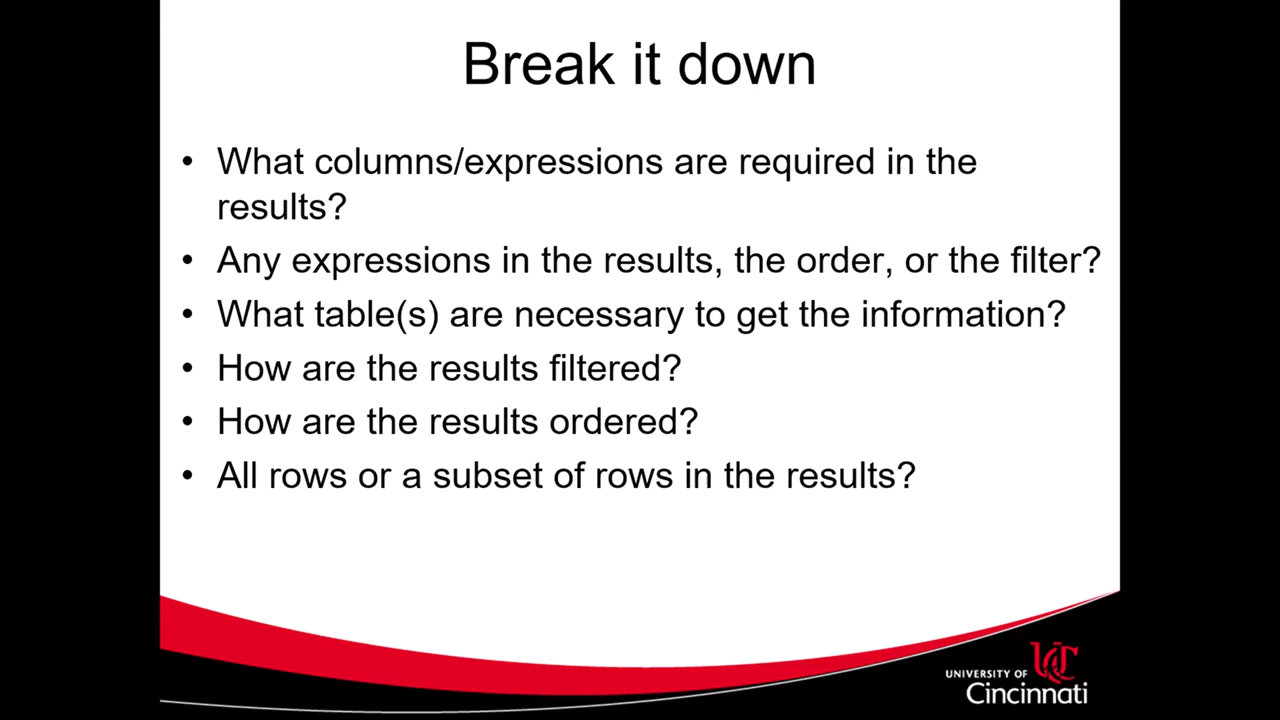 Break it down
• What columns/expressions are required in the
results?
• Any expressions in the results, the order, or the filter?
• What table(s) are necessary to get the information?
• How are the results filtered?
• How are the results ordered?
• All rows or a subset of rows in the results?
UC
UNIVERSITY OF
Cincinnati